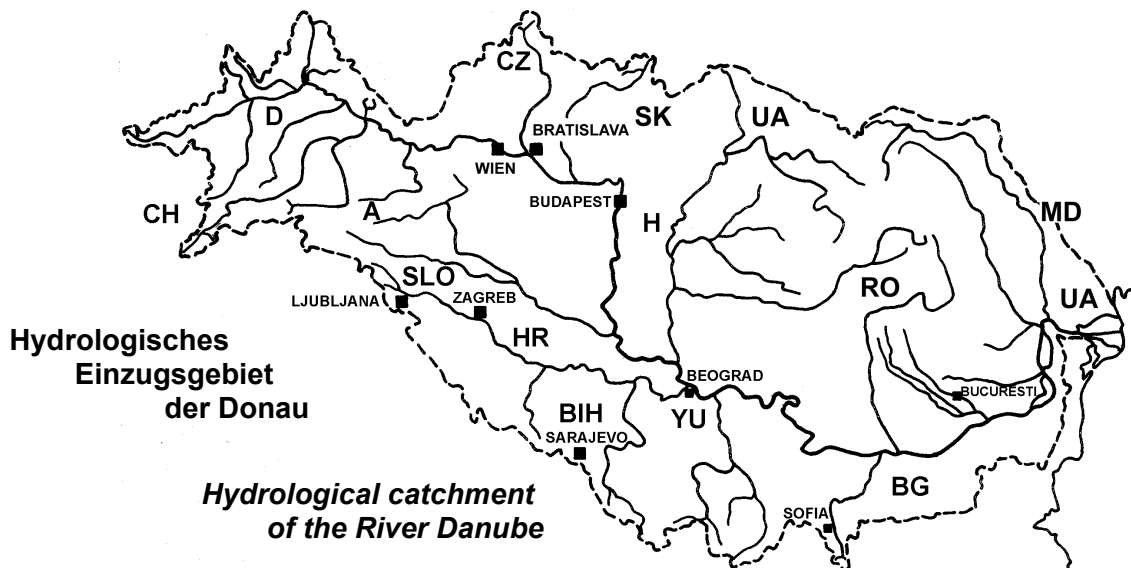 CZ
D
SK
UA
BRATISLAVA
WIEN
BUDAPEST
CH
A
H
MD
SLO
LJUBLJANA
ZAGREB
RO
UA
HR
Hydrologisches
Einzugsgebiet
der Donau
BEOGRAD
BUCURESTI
YU
BIH
SARAJEVO
BG
Hydrological catchment
of the River Danube
SOFIA